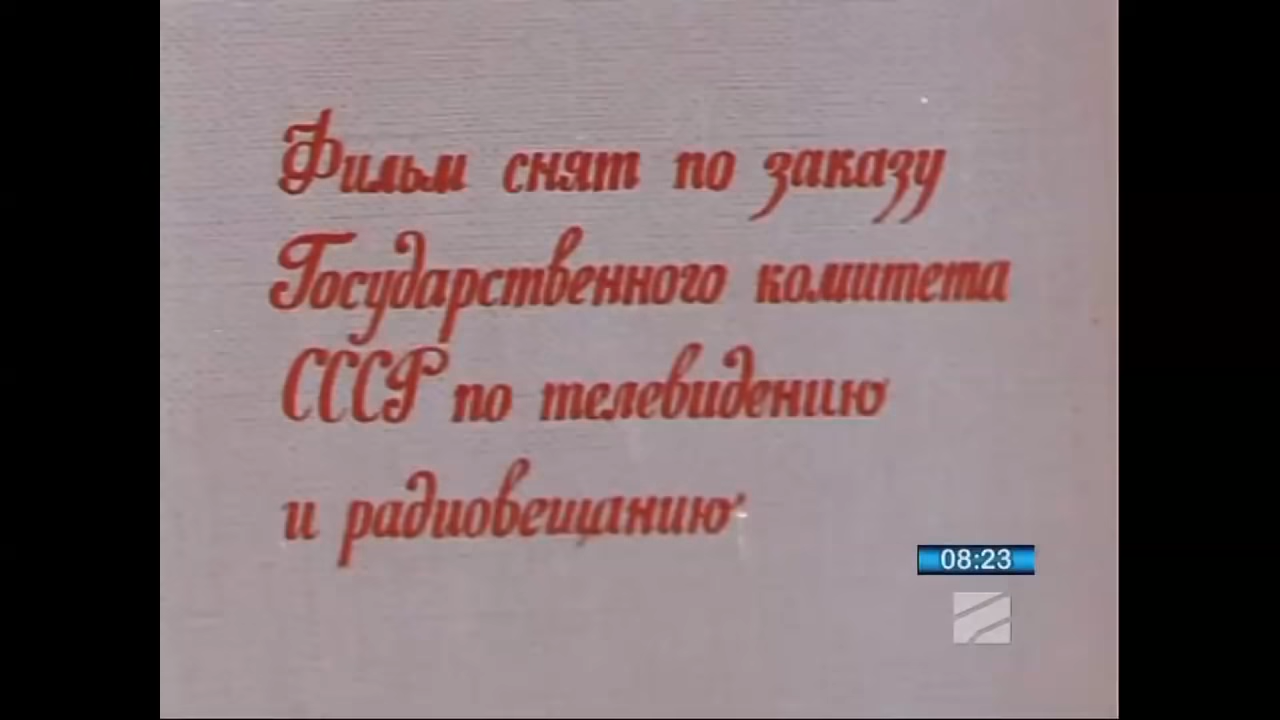 Фильм снят по заказу
Государственного комитета
СССР по телевидению
и радиовещанию
08:23